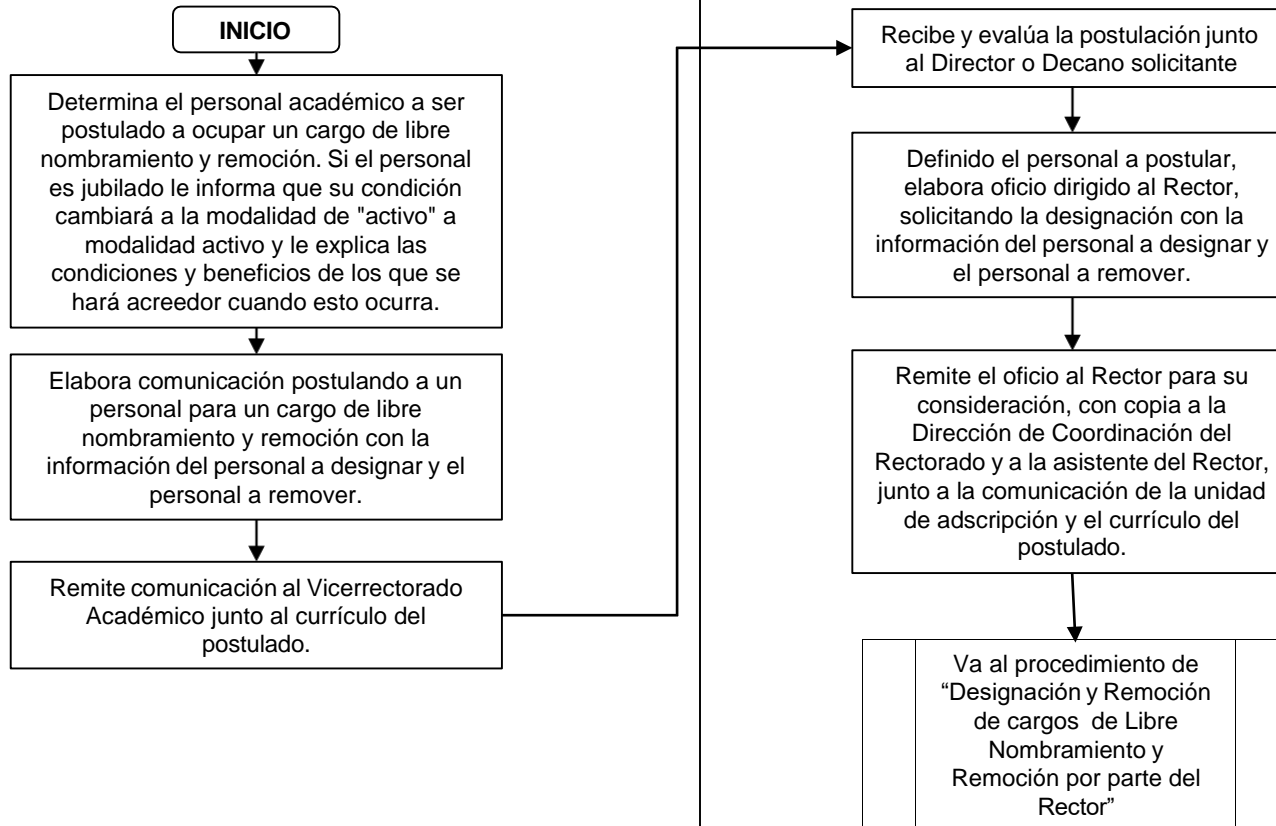 INICIO
Determina el personal académico a ser
postulado a ocupar un cargo de libre
nombramiento y remoción. Si el personal
es jubilado le informa que su condición
cambiará a la modalidad de "activo" a
modalidad activo y le explica las
condiciones y beneficios de los que se
hará acreedor cuando esto ocurra.
Elabora comunicación postulando a un
personal para un cargo de libre
nombramiento y remoción con la
información del personal a designar y el
personal a remover.
Remite comunicación al Vicerrectorado
Académico junto al currículo del
postulado.
Recibe y evalúa la postulación junto
al Director o Decano solicitante
Definido el personal a postular,
elabora oficio dirigido al Rector,
solicitando la designación con la
información del personal a designar y
el personal a remover.
Remite el oficio al Rector para su
consideración, con copia a la
Dirección de Coordinación del
Rectorado y a la asistente del Rector,
junto a la comunicación de la unidad
de adscripción y el currículo del
postulado.
Va al procedimiento de
“Designación y Remoción
de cargos de Libre
Nombramiento y
Remoción por parte del
Rector”